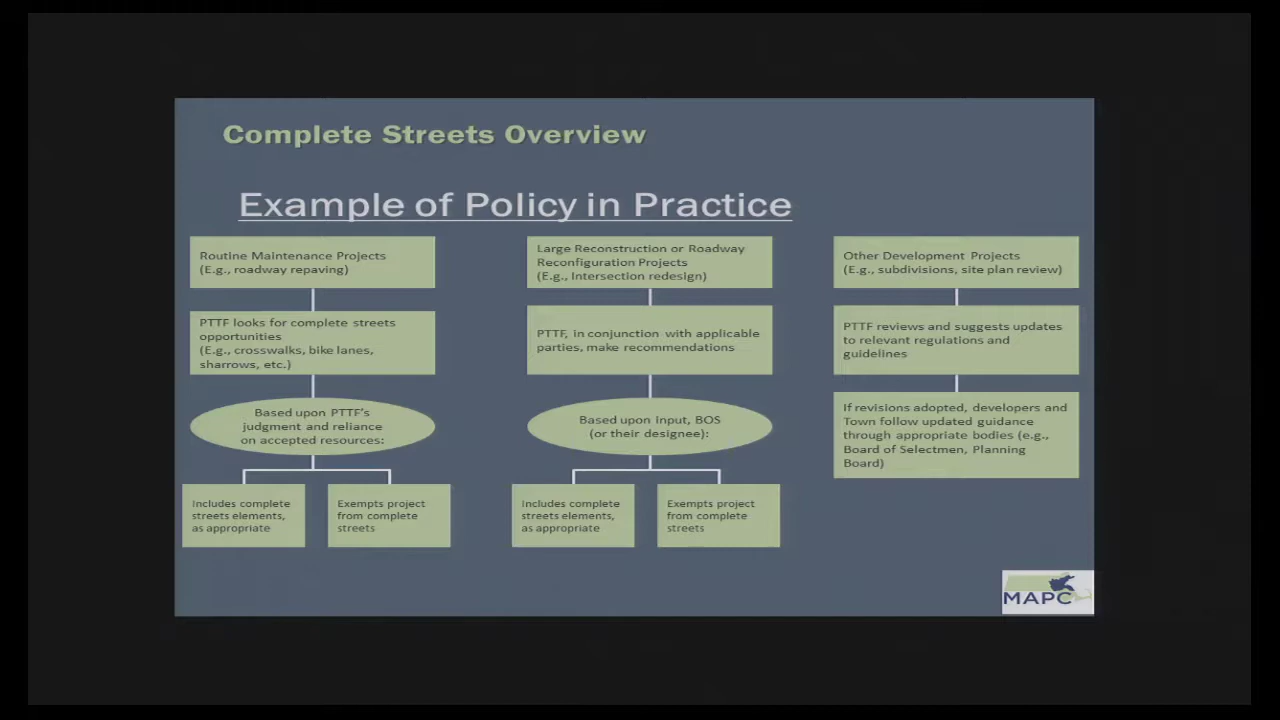 Complete Streets Overview
Example of Policy in Practice
Routine Maintenance Projects
(E.g., roadway repaving)
PTTF looks for complete streets
opportunities
(E.g., crosswalks, bike lanes,
sharrows, etc.)
Based upon PTTF's
judgment and reliance
on accepted resources:
Includes complete
streets elements,
as appropriate
Exempts project
from complete
streets
Large Reconstruction or Roadway
Reconfiguration Projects
(E.g., Intersection redesign)
PTTF, in conjunction with applicable
parties, make recommendations
Based upon Input, BOS
(or their designee):
Includes complete
streets elements,
as appropriate
Exempts project
from complete
streets
Other Development Projects
(E.g., subdivisions, site plan review)
PTTF reviews and suggests updates
to relevant regulations and
guidelines
If revisions adopted, developers and
Town follow updated guidance
through appropriate bodies (e.g.,
Board of Selectmen, Planning
Board)
MAPC